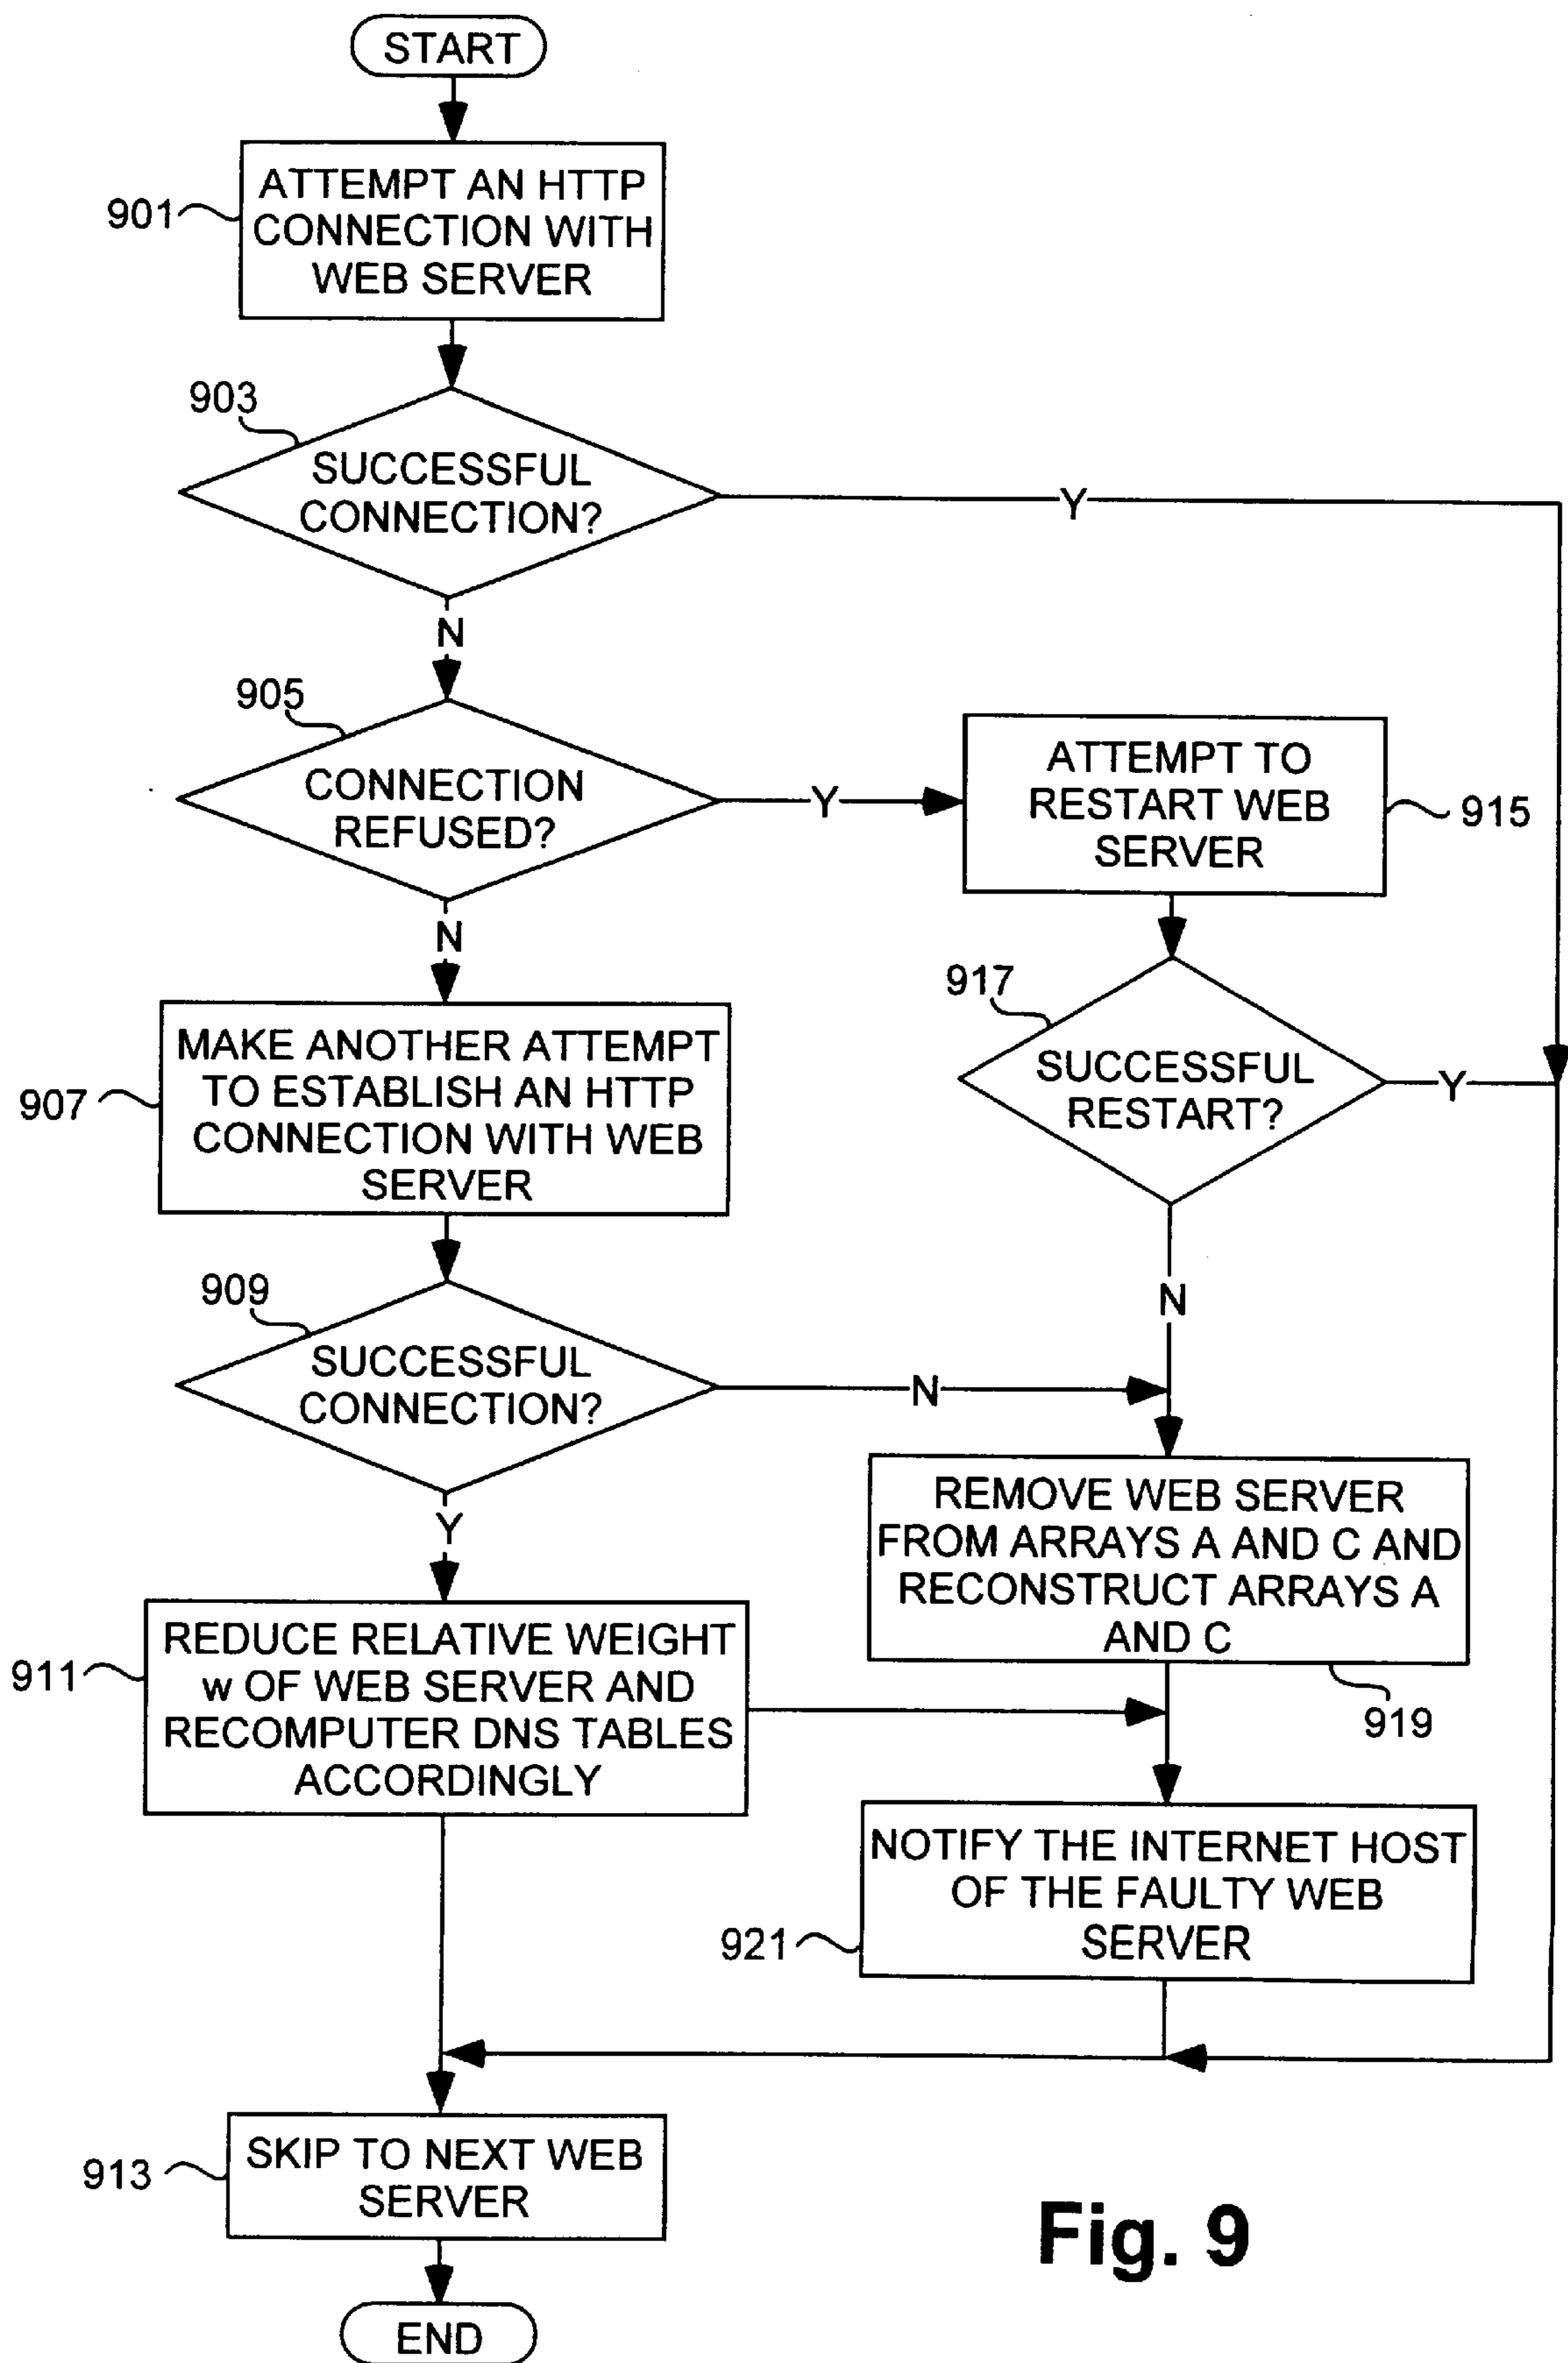 START
901
ATTEMPT AN HTTP
CONNECTION WITH
WEB SERVER
903
SUCCESSFUL
CONNECTION?
Y
N
905
CONNECTION
REFUSED?
Y
ATTEMPT TO
RESTART WEB
SERVER
915
N
917
SUCCESSFUL
RESTART?
Y
907
MAKE ANOTHER ATTEMPT
TO ESTABLISH AN HTTP
CONNECTION WITH WEB
SERVER
N
909
SUCCESSFUL
CONNECTION?
N
Y
REMOVE WEB SERVER
FROM ARRAYS A AND C AND
RECONSTRUCT ARRAYS A
AND C
919
911
REDUCE RELATIVE WEIGHT
w OF WEB SERVER AND
RECOMPUTER DNS TABLES
ACCORDINGLY
NOTIFY THE INTERNET HOST
OF THE FAULTY WEB
SERVER
921
913
SKIP TO NEXT WEB
SERVER
END
Fig. 9